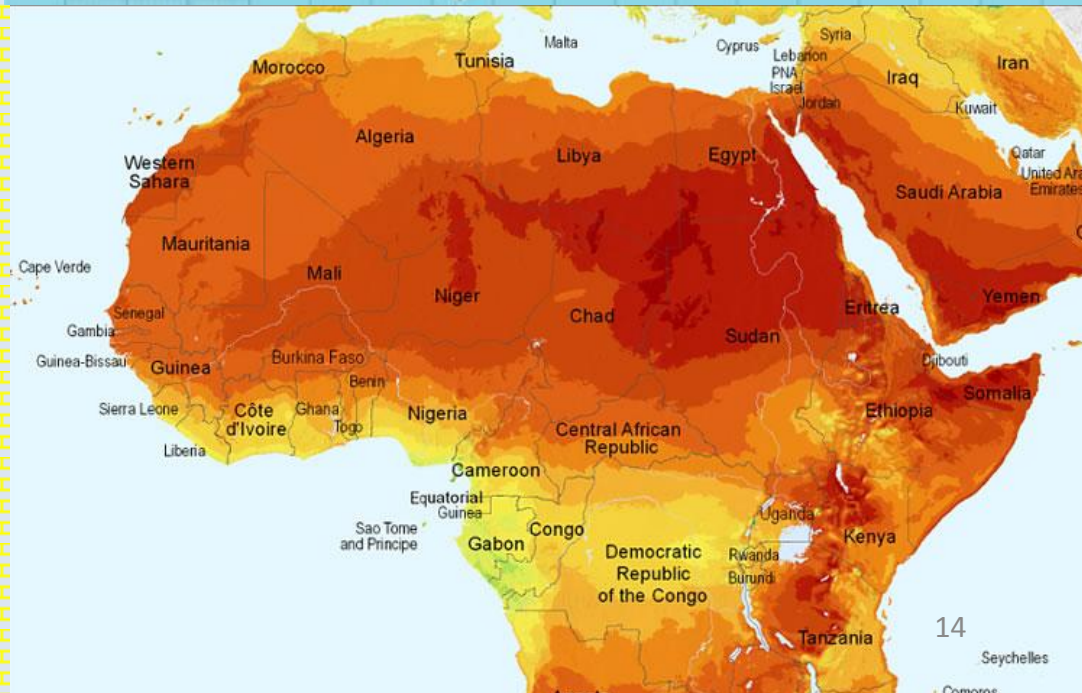 Malta
Cyprus
Syria
Lebanon
PNA
Israel
Jordan
Iraq
Iran
Kuwait
Morocco
Tunisia
Algeria
Libya
Egypt
Qatar
United Ara
Emirates
Western
Sahara
Saudi Arabia
Mauritania
Cape Verde
Mali
Niger
Chad
Sudan
Eritrea
Yemen
Senegal
Gambia
Guinea-Bissau
Guinea
Burkina Faso
Benin
Djibouti
Somalia
Sierra Leone
Côte
d'Ivoire
Ghana
Togo
Nigeria
Ethiopia
Liberia
Central African
Republic
Cameroon
Equatorial
Guinea
Sao Tome
and Principe
Gabon
Congo
Uganda
Kenya
Democratic
Republic
of the Congo
Rwanda
Burundi
Tanzania
14
Seychelles
Comoros